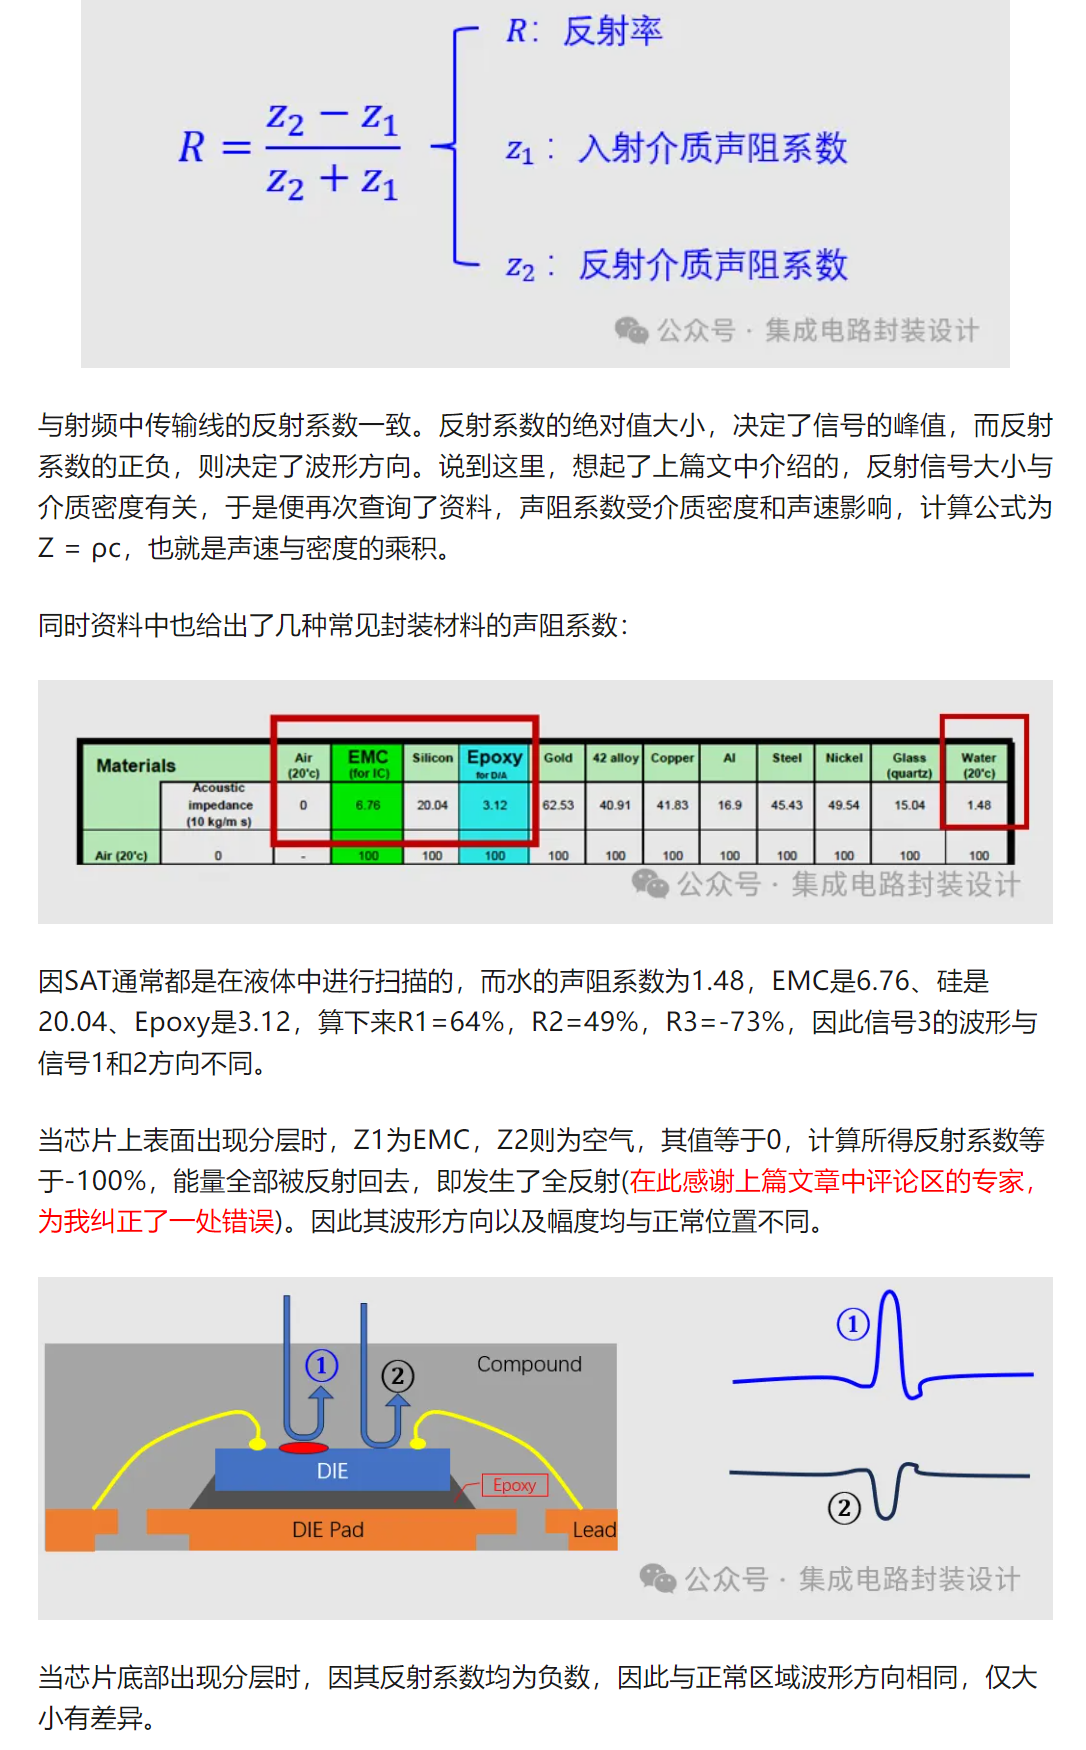 R：反射率
R = (z₂ − z₁)/(z₂ + z₁)
z₁：入射介质声阻系数
z₂：反射介质声阻系数
公众号 · 集成电路封装设计
与射频中传输线的反射系数一致。反射系数的绝对值大小，决定了信号的峰值，而反射
系数的正负，则决定了波形方向。说到这里，想起了上篇文中介绍的，反射信号大小与
介质密度有关，于是便再次查询了资料，声阻系数受介质密度和声速影响，计算公式为
Z = ρc，也就是声速与密度的乘积。
同时资料中也给出了几种常见封装材料的声阻系数：
Materials Air (20°c) EMC (for IC) Silicon Epoxy for D/A Gold 42 alloy Copper Al Steel Nickel Glass (quartz) Water (20°c)
Acoustic impedance (10 kg/m s) 0 6.76 20.04 3.12 62.53 40.91 41.83 16.9 45.43 49.54 15.04 1.48
Air (20°c) 0 - 100 100 100 100 100 100 100 100 100 100 100
公众号 · 集成电路封装设计
因SAT通常都是在液体中进行扫描的，而水的声阻系数为1.48，EMC是6.76、硅是
20.04、Epoxy是3.12，算下来R1=64%，R2=49%，R3=-73%，因此信号3的波形与
信号1和2方向不同。
当芯片上表面出现分层时，Z1为EMC，Z2则为空气，其值等于0，计算所得反射系数等
于-100%，能量全部被反射回去，即发生了全反射(在此感谢上篇文章中评论区的专家，
为我纠正了一处错误)。因此其波形方向以及幅度均与正常位置不同。
①
②
Compound
DIE
Epoxy
DIE Pad
Lead
①
②
公众号 · 集成电路封装设计
当芯片底部出现分层时，因其反射系数均为负数，因此与正常区域波形方向相同，仅大
小有差异。